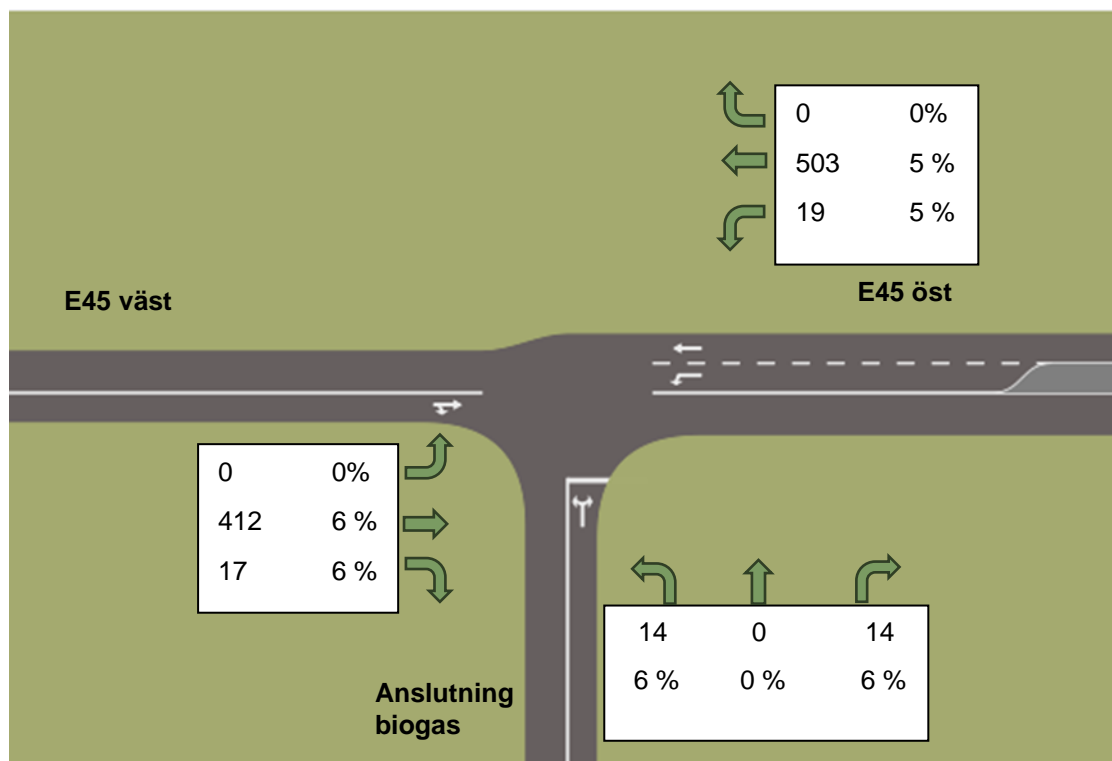 0 0%
503 5 %
19 5 %
E45 väst
E45 öst
0 0%
412 6 %
17 6 %
14 0 14
6 % 0 % 6 %
Anslutning
biogas